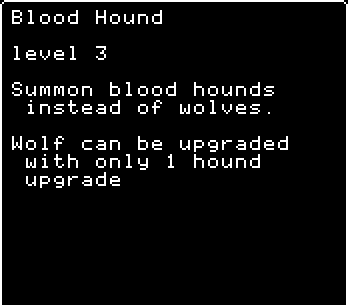 Blood Hound
level 3
Summon blood hounds
instead of wolves.
Wolf can be upgraded
with only 1 hound
upgrade